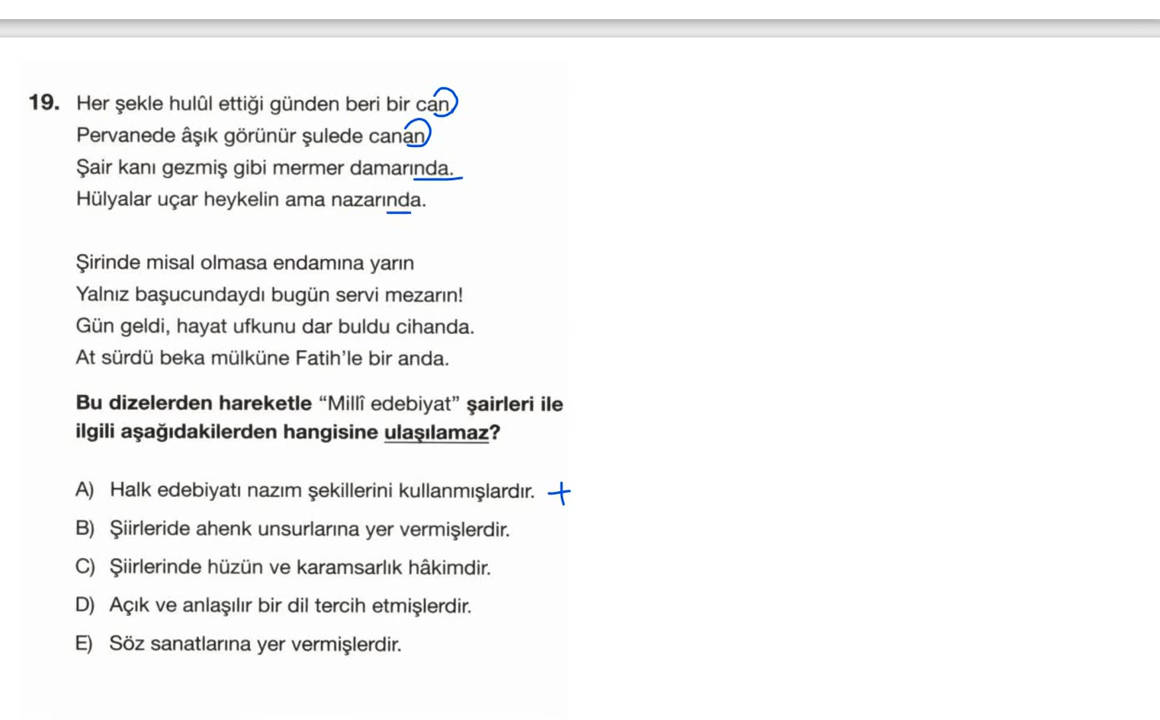 19. Her şekle hulûl ettiği günden beri bir can
Pervanede âşık görünür şulede canan
Şair kanı gezmiş gibi mermer damarında.
Hülyalar uçar heykelin ama nazarında.
Şirinde misal olmasa endamına yarın
Yalnız başucundaydı bugün servi mezarın!
Gün geldi, hayat ufkunu dar buldu cihanda.
At sürdü beka mülküne Fatih'le bir anda.
Bu dizelerden hareketle "Millî edebiyat" şairleri ile
ilgili aşağıdakilerden hangisine ulaşılamaz?
A) Halk edebiyatı nazım şekillerini kullanmışlardır. +
B) Şiirleride ahenk unsurlarına yer vermişlerdir.
C) Şiirlerinde hüzün ve karamsarlık hâkimdir.
D) Açık ve anlaşılır bir dil tercih etmişlerdir.
E) Söz sanatlarına yer vermişlerdir.